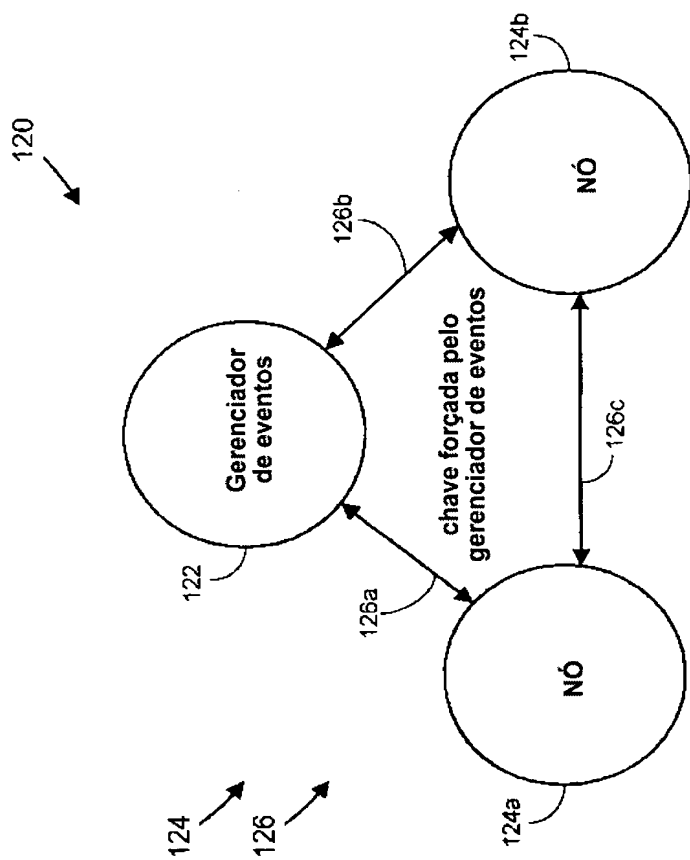 120
Gerenciador
de eventos
122
126b
126a
124b
chave forçada pelo
gerenciador de eventos
NÓ
NÓ
126c
124
126
124a